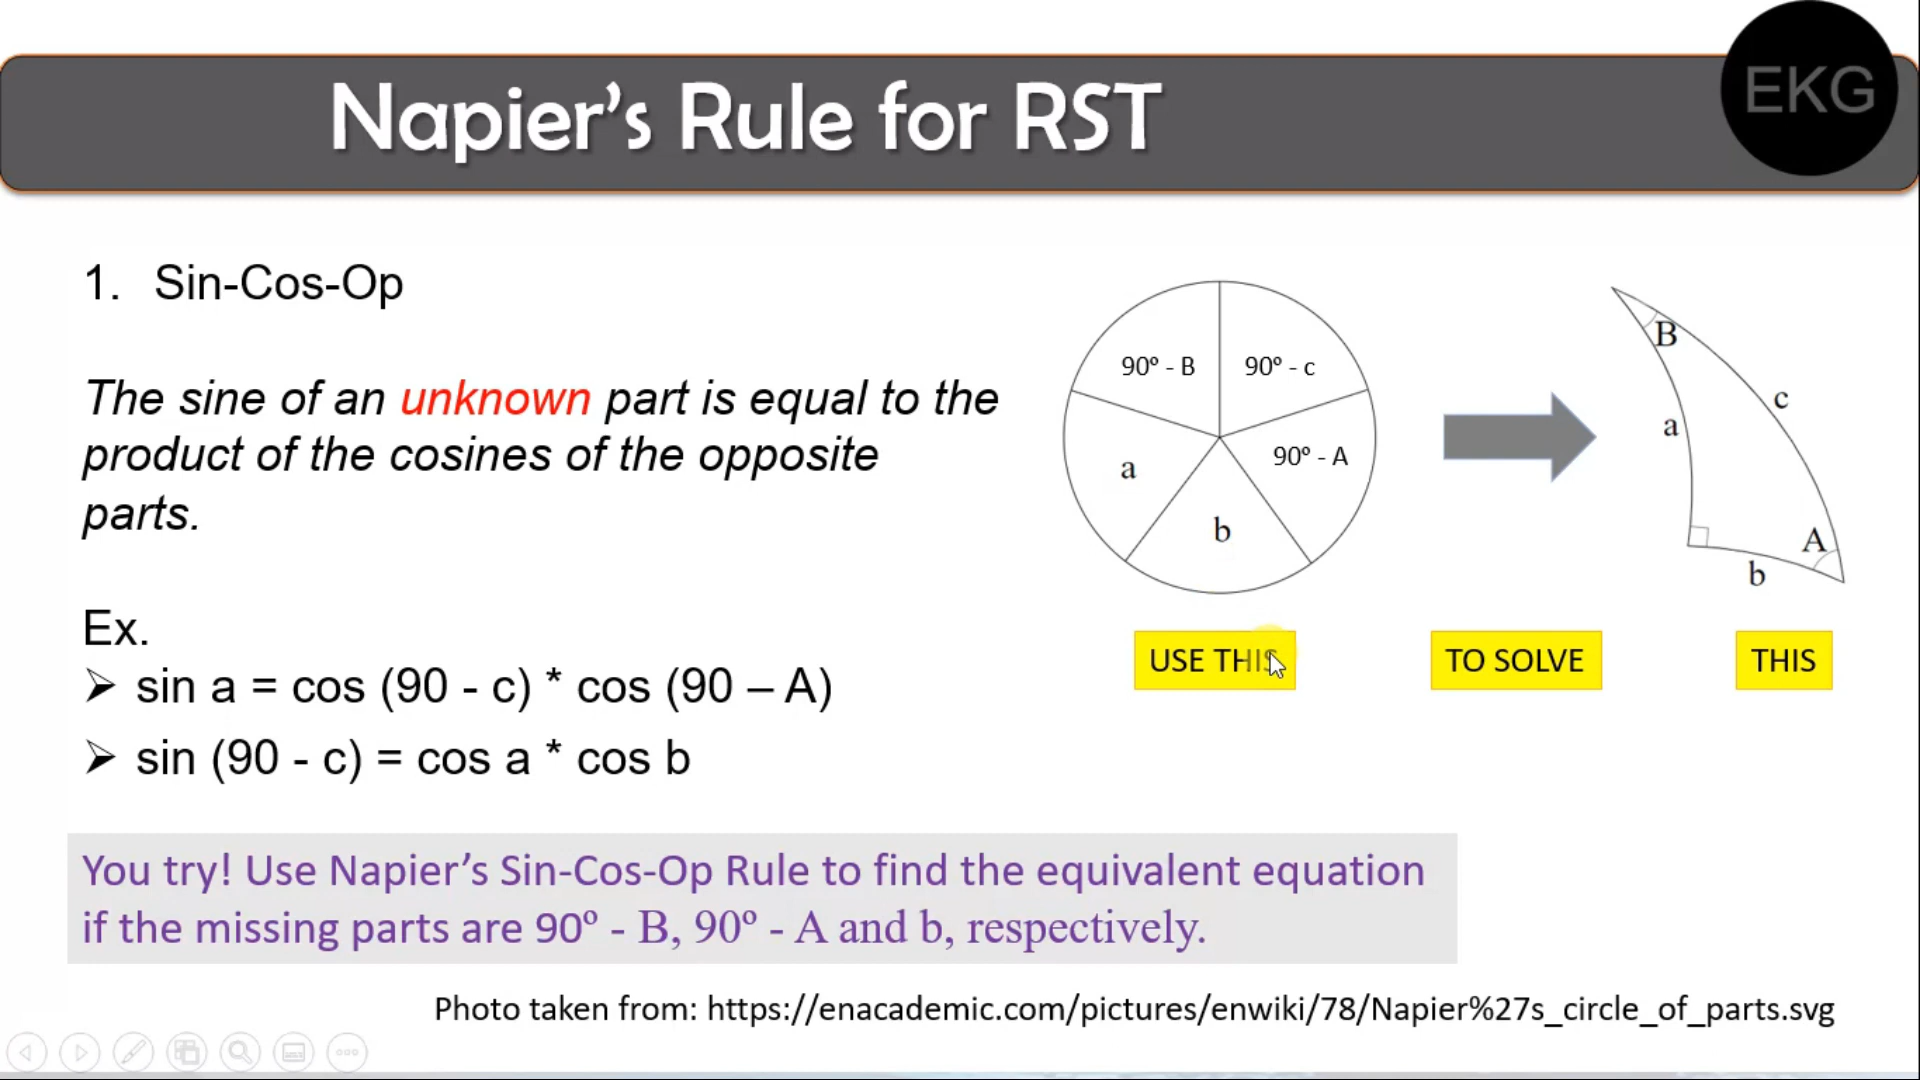 Napier's Rule for RST
EKG
1. Sin-Cos-Op
The sine of an unknown part is equal to the
product of the cosines of the opposite
parts.
Ex.
➢ sin a = cos (90 - c) * cos (90 – A)
➢ sin (90 - c) = cos a * cos b
90º - B
90º - c
a
90º - A
b
B
c
a
A
b
USE THIS
TO SOLVE
THIS
You try! Use Napier's Sin-Cos-Op Rule to find the equivalent equation
if the missing parts are 90º - B, 90º - A and b, respectively.
Photo taken from: https://enacademic.com/pictures/enwiki/78/Napier%27s_circle_of_parts.svg